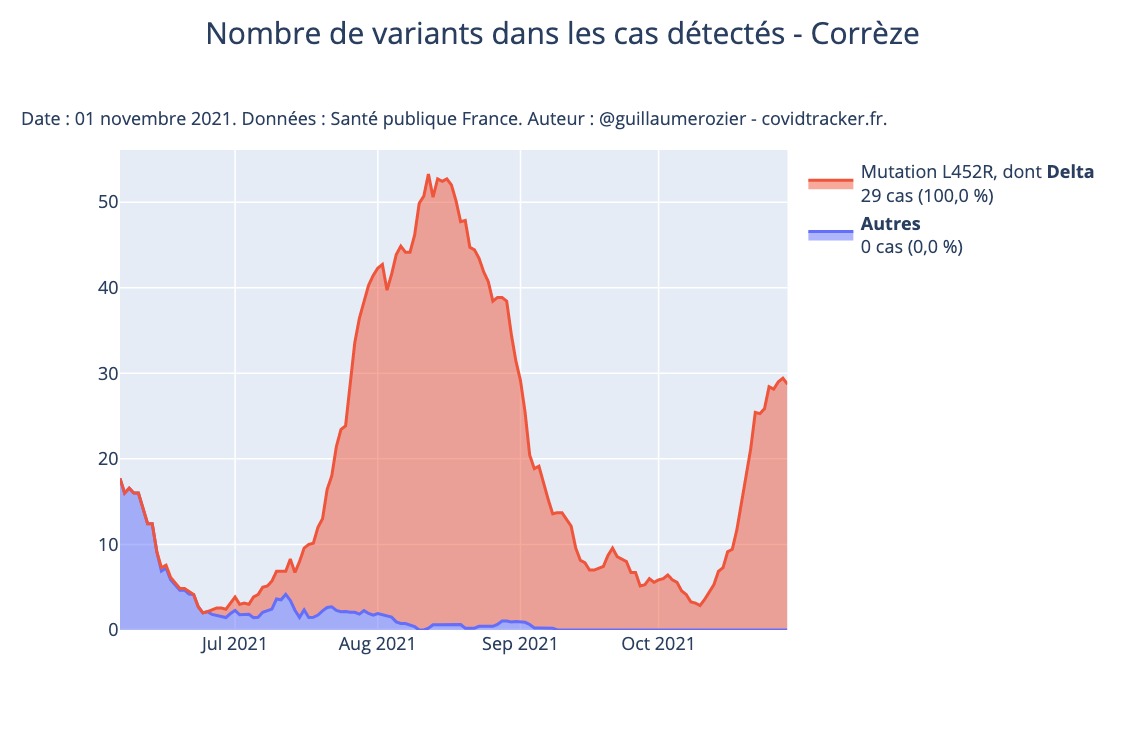 Nombre de variants dans les cas détectés - Corrèze
Date : 01 novembre 2021. Données : Santé publique France. Auteur : @guillaumerozier - covidtracker.fr.
Mutation L452R, dont Delta
29 cas (100,0 %)
Autres
0 cas (0,0 %)
50
40
30
20
10
0
Jul 2021
Aug 2021
Sep 2021
Oct 2021